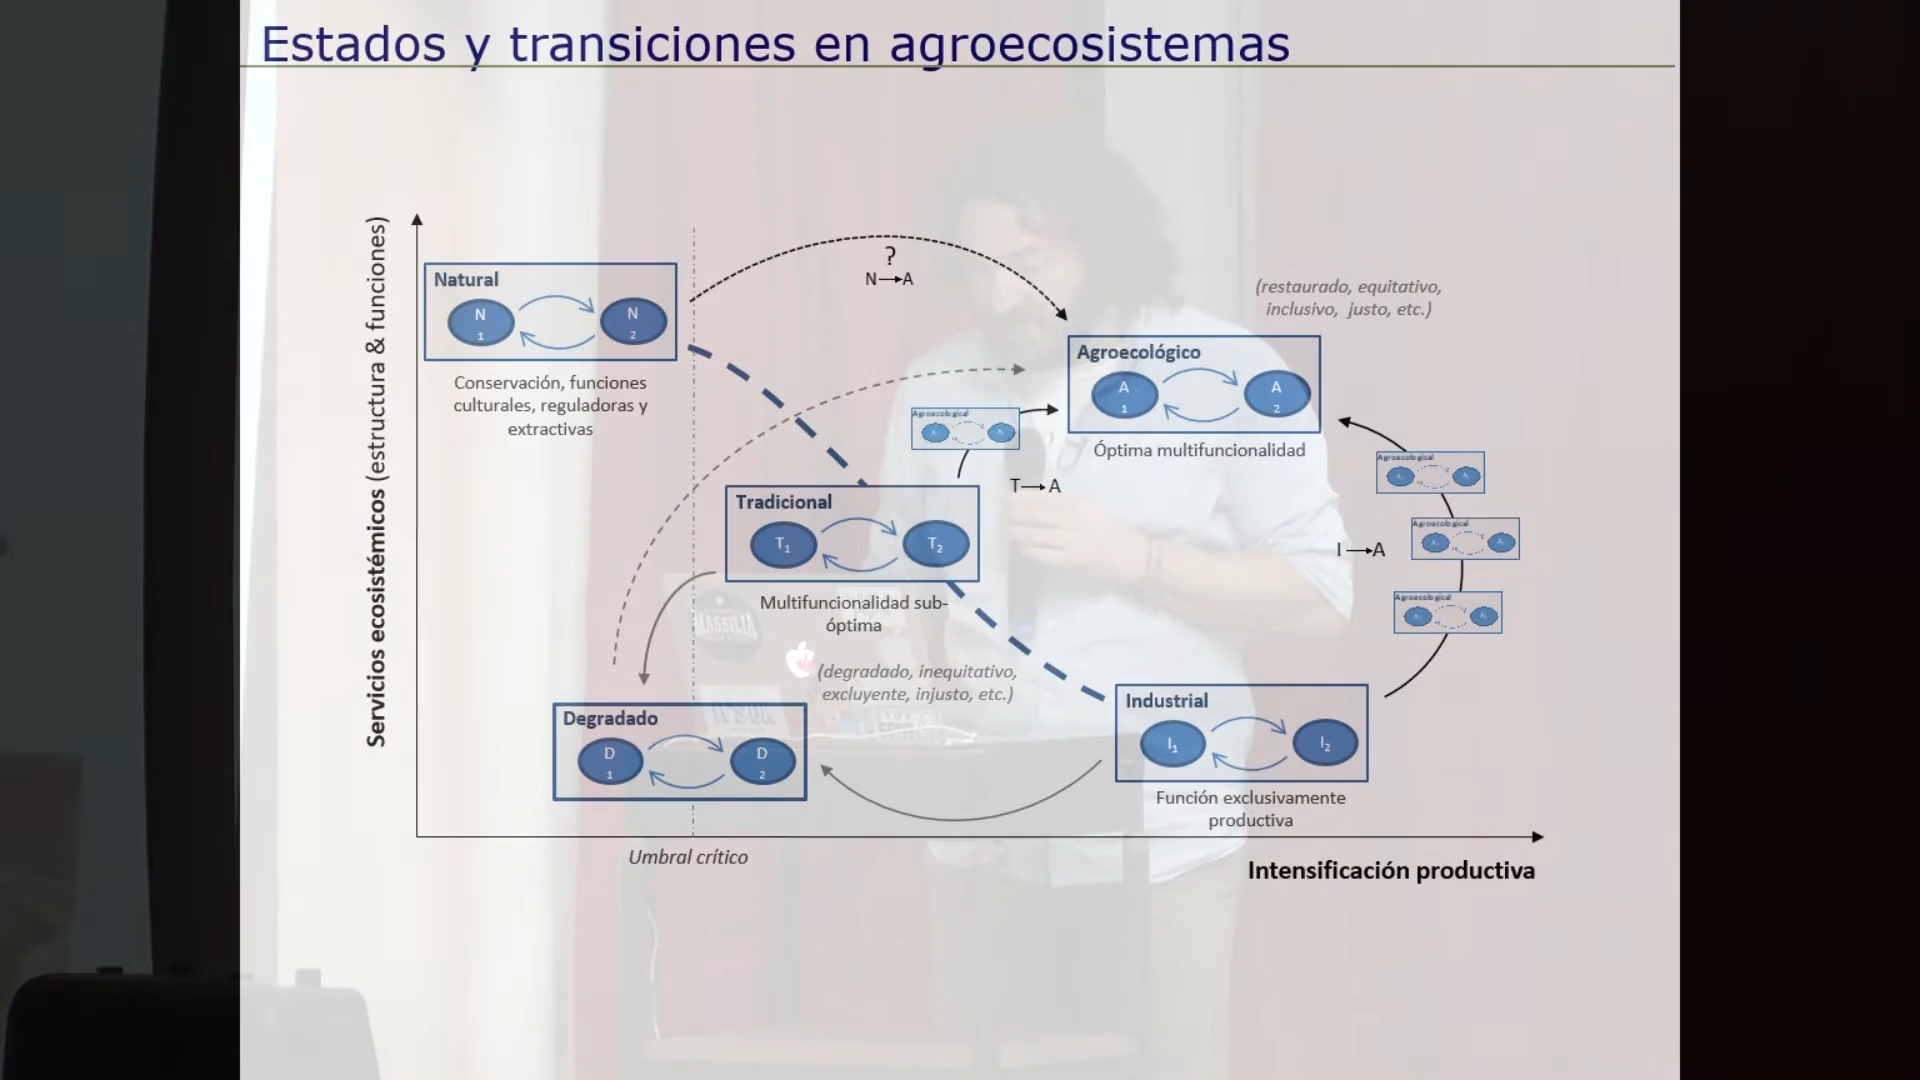 Estados y transiciones en agroecosistemas
Servicios ecosistémicos (estructura & funciones)
Natural
N
1
N
2
Conservación, funciones
culturales, reguladoras y
extractivas
?
N→A
(restaurado, equitativo,
inclusivo, justo, etc.)
Agroecológico
A
1
A
2
Óptima multifuncionalidad
Agroecological
T→A
Tradicional
T1
T2
Multifuncionalidad sub-
óptima
Agroecological
Agroecological
I→A
Agroecological
MASSILIA
(degradado, inequitativo,
excluyente, injusto, etc.)
Degradado
D
1
D
2
Industrial
I1
I2
Función exclusivamente
productiva
Umbral crítico
Intensificación productiva